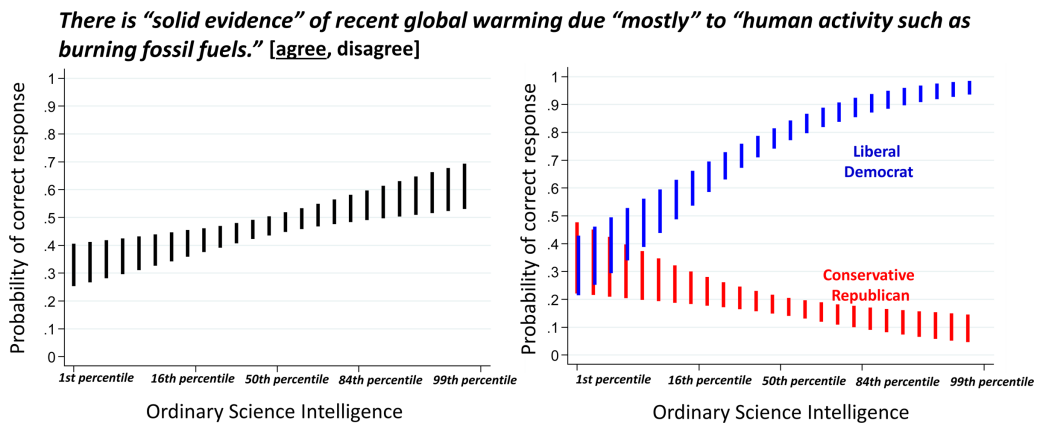 There is “solid evidence” of recent global warming due “mostly” to “human activity such as
burning fossil fuels.” [agree, disagree]
Probability of correct response
1
.9
.8
.7
.6
.5
.4
.3
.2
.1
0
1st percentile 16th percentile 50th percentile 84th percentile 99th percentile
Ordinary Science Intelligence
Probability of correct response
1
.9
.8
.7
.6
.5
.4
.3
.2
.1
0
Liberal
Democrat
Conservative
Republican
1st percentile 16th percentile 50th percentile 84th percentile 99th percentile
Ordinary Science Intelligence